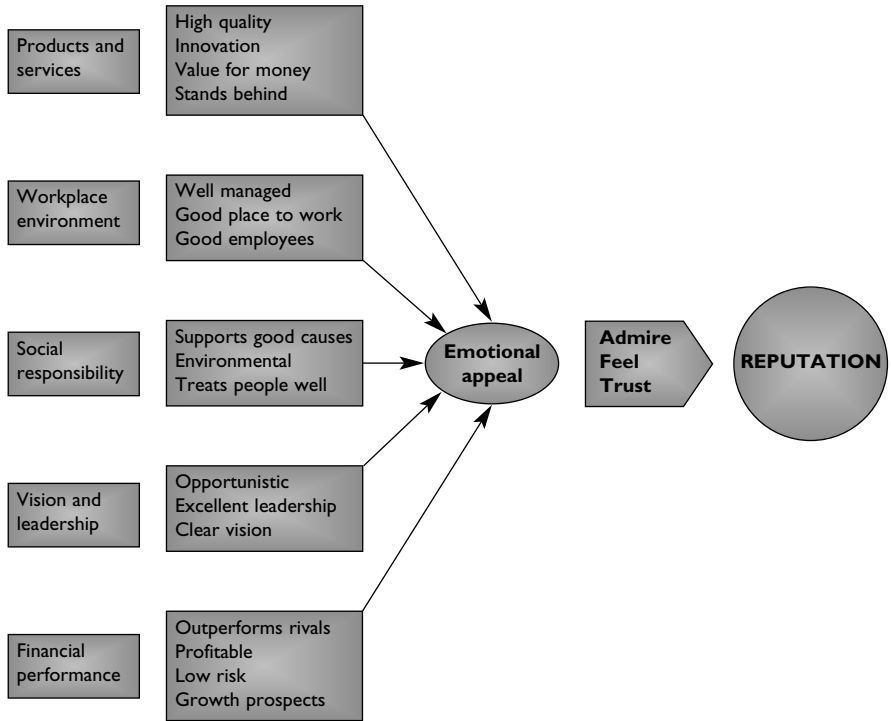 Products and
services
High quality
Innovation
Value for money
Stands behind
Workplace
environment
Well managed
Good place to work
Good employees
Social
responsibility
Supports good causes
Environmental
Treats people well
Vision and
leadership
Opportunistic
Excellent leadership
Clear vision
Financial
performance
Outperforms rivals
Profitable
Low risk
Growth prospects
Emotional
appeal
Admire
Feel
Trust
REPUTATION